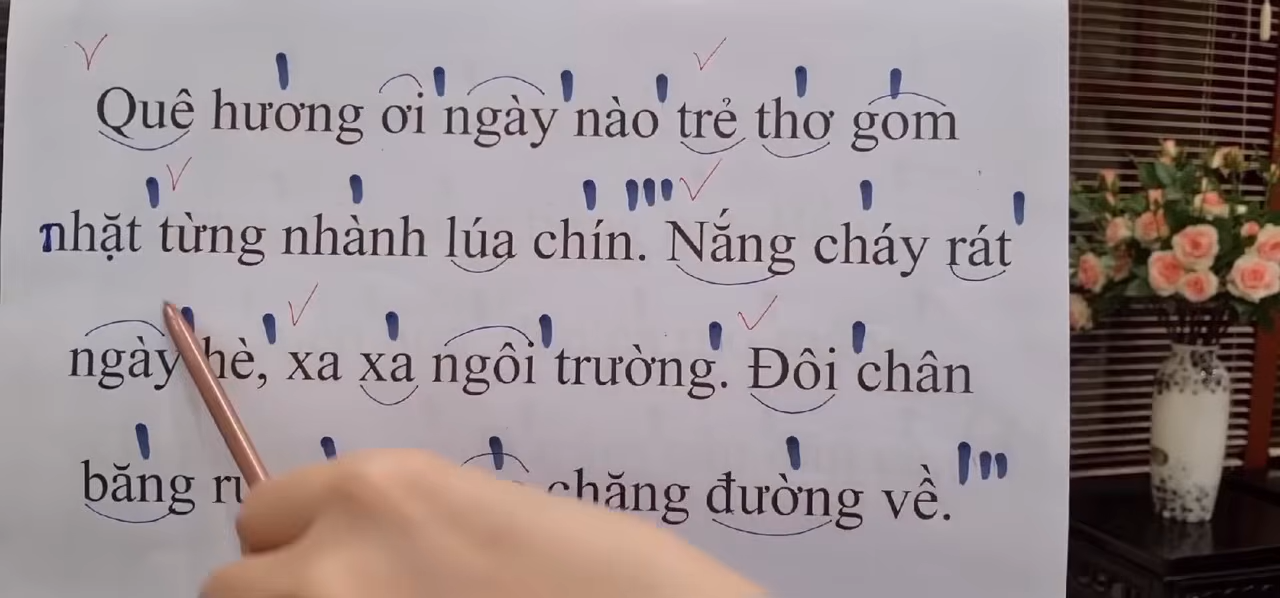 Quê hương ơi ngày nào trẻ thơ gom
nhặt từng nhành lúa chín. Nắng cháy rát
ngày hè, xa xa ngôi trường. Đôi chân
băng chăng đường về.